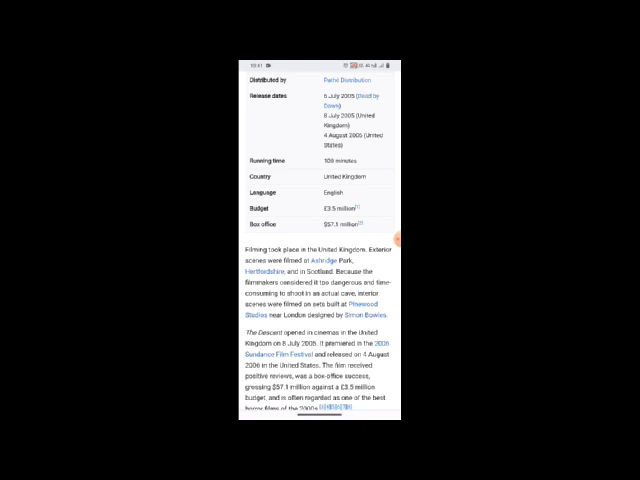 Distributed by Pathé Distribution
Release dates 6 July 2005 (Dead by
Dawn)
8 July 2005 (United
Kingdom)
4 August 2006 (United
States)
Running time 100 minutes
Country United Kingdom
Language English
Budget £3.5 million[1]
Box office $57.1 million[2]
Filming took place in the United Kingdom. Exterior
scenes were filmed at Ashridge Park,
Hertfordshire, and in Scotland. Because the
filmmakers considered it too dangerous and time-
consuming to shoot in an actual cave, interior
scenes were filmed on sets built at Pinewood
Studios near London designed by Simon Bowles.
The Descent opened in cinemas in the United
Kingdom on 8 July 2005. It premiered in the 2006
Sundance Film Festival and released on 4 August
2006 in the United States. The film received
positive reviews, was a box-office success,
grossing $57.1 million against a £3.5 million
budget, and is often regarded as one of the best
horror films of the 2000s.